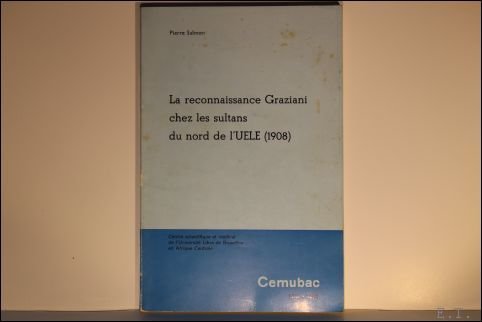 Pierre Salmon
La reconnaissance Graziani
chez les sultans
du nord de l'UELE (1908)
Centre scientifique et médical
de l'Université Libre de Bruxelles
en Afrique Centrale
Cemubac
E.T.